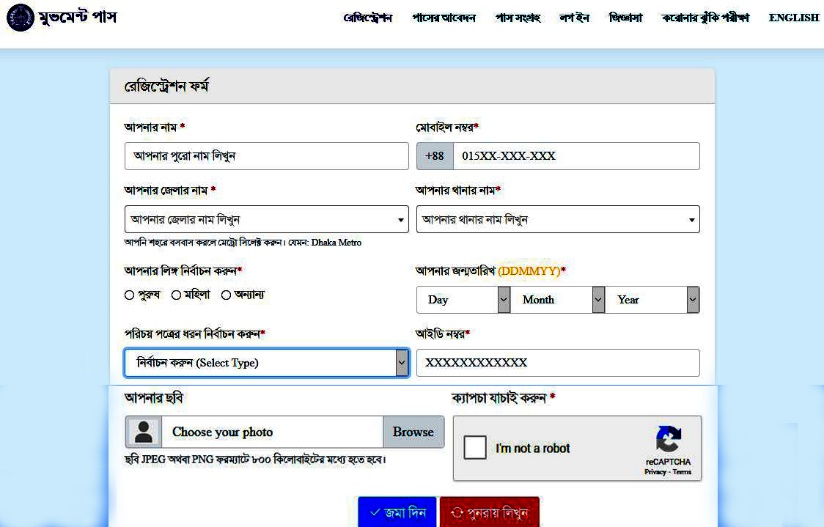 মুভমেন্ট পাস
রেজিস্ট্রেশন পাসের আবেদন পাস সংগ্রহ লগ ইন জিজ্ঞাসা করোনার ঝুঁকি পরীক্ষা ENGLISH
রেজিস্ট্রেশন ফর্ম
আপনার নাম * মোবাইল নম্বর*
আপনার পুরো নাম লিখুন +88 015XX-XXX-XXX
আপনার জেলার নাম * আপনার থানার নাম*
আপনার জেলার নাম লিখুন আপনার থানার নাম লিখুন
আপনি শহরে বসবাস করলে মেট্রো সিলেক্ট করুন। যেমন: Dhaka Metro
আপনার লিঙ্গ নির্বাচন করুন* আপনার জন্মতারিখ (DDMMYY)*
পুরুষ মহিলা অন্যান্য Day Month Year
পরিচয় পত্রের ধরন নির্বাচন করুন* আইডি নম্বর*
নির্বাচন করুন (Select Type) XXXXXXXXXXXX
আপনার ছবি ক্যাপচা যাচাই করুন *
Choose your photo Browse I'm not a robot
ছবি JPEG অথবা PNG ফরম্যাটে ৮০০ কিলোবাইটের মধ্যে হতে হবে। reCAPTCHA
Privacy - Terms
জমা দিন পুনরায় লিখুন